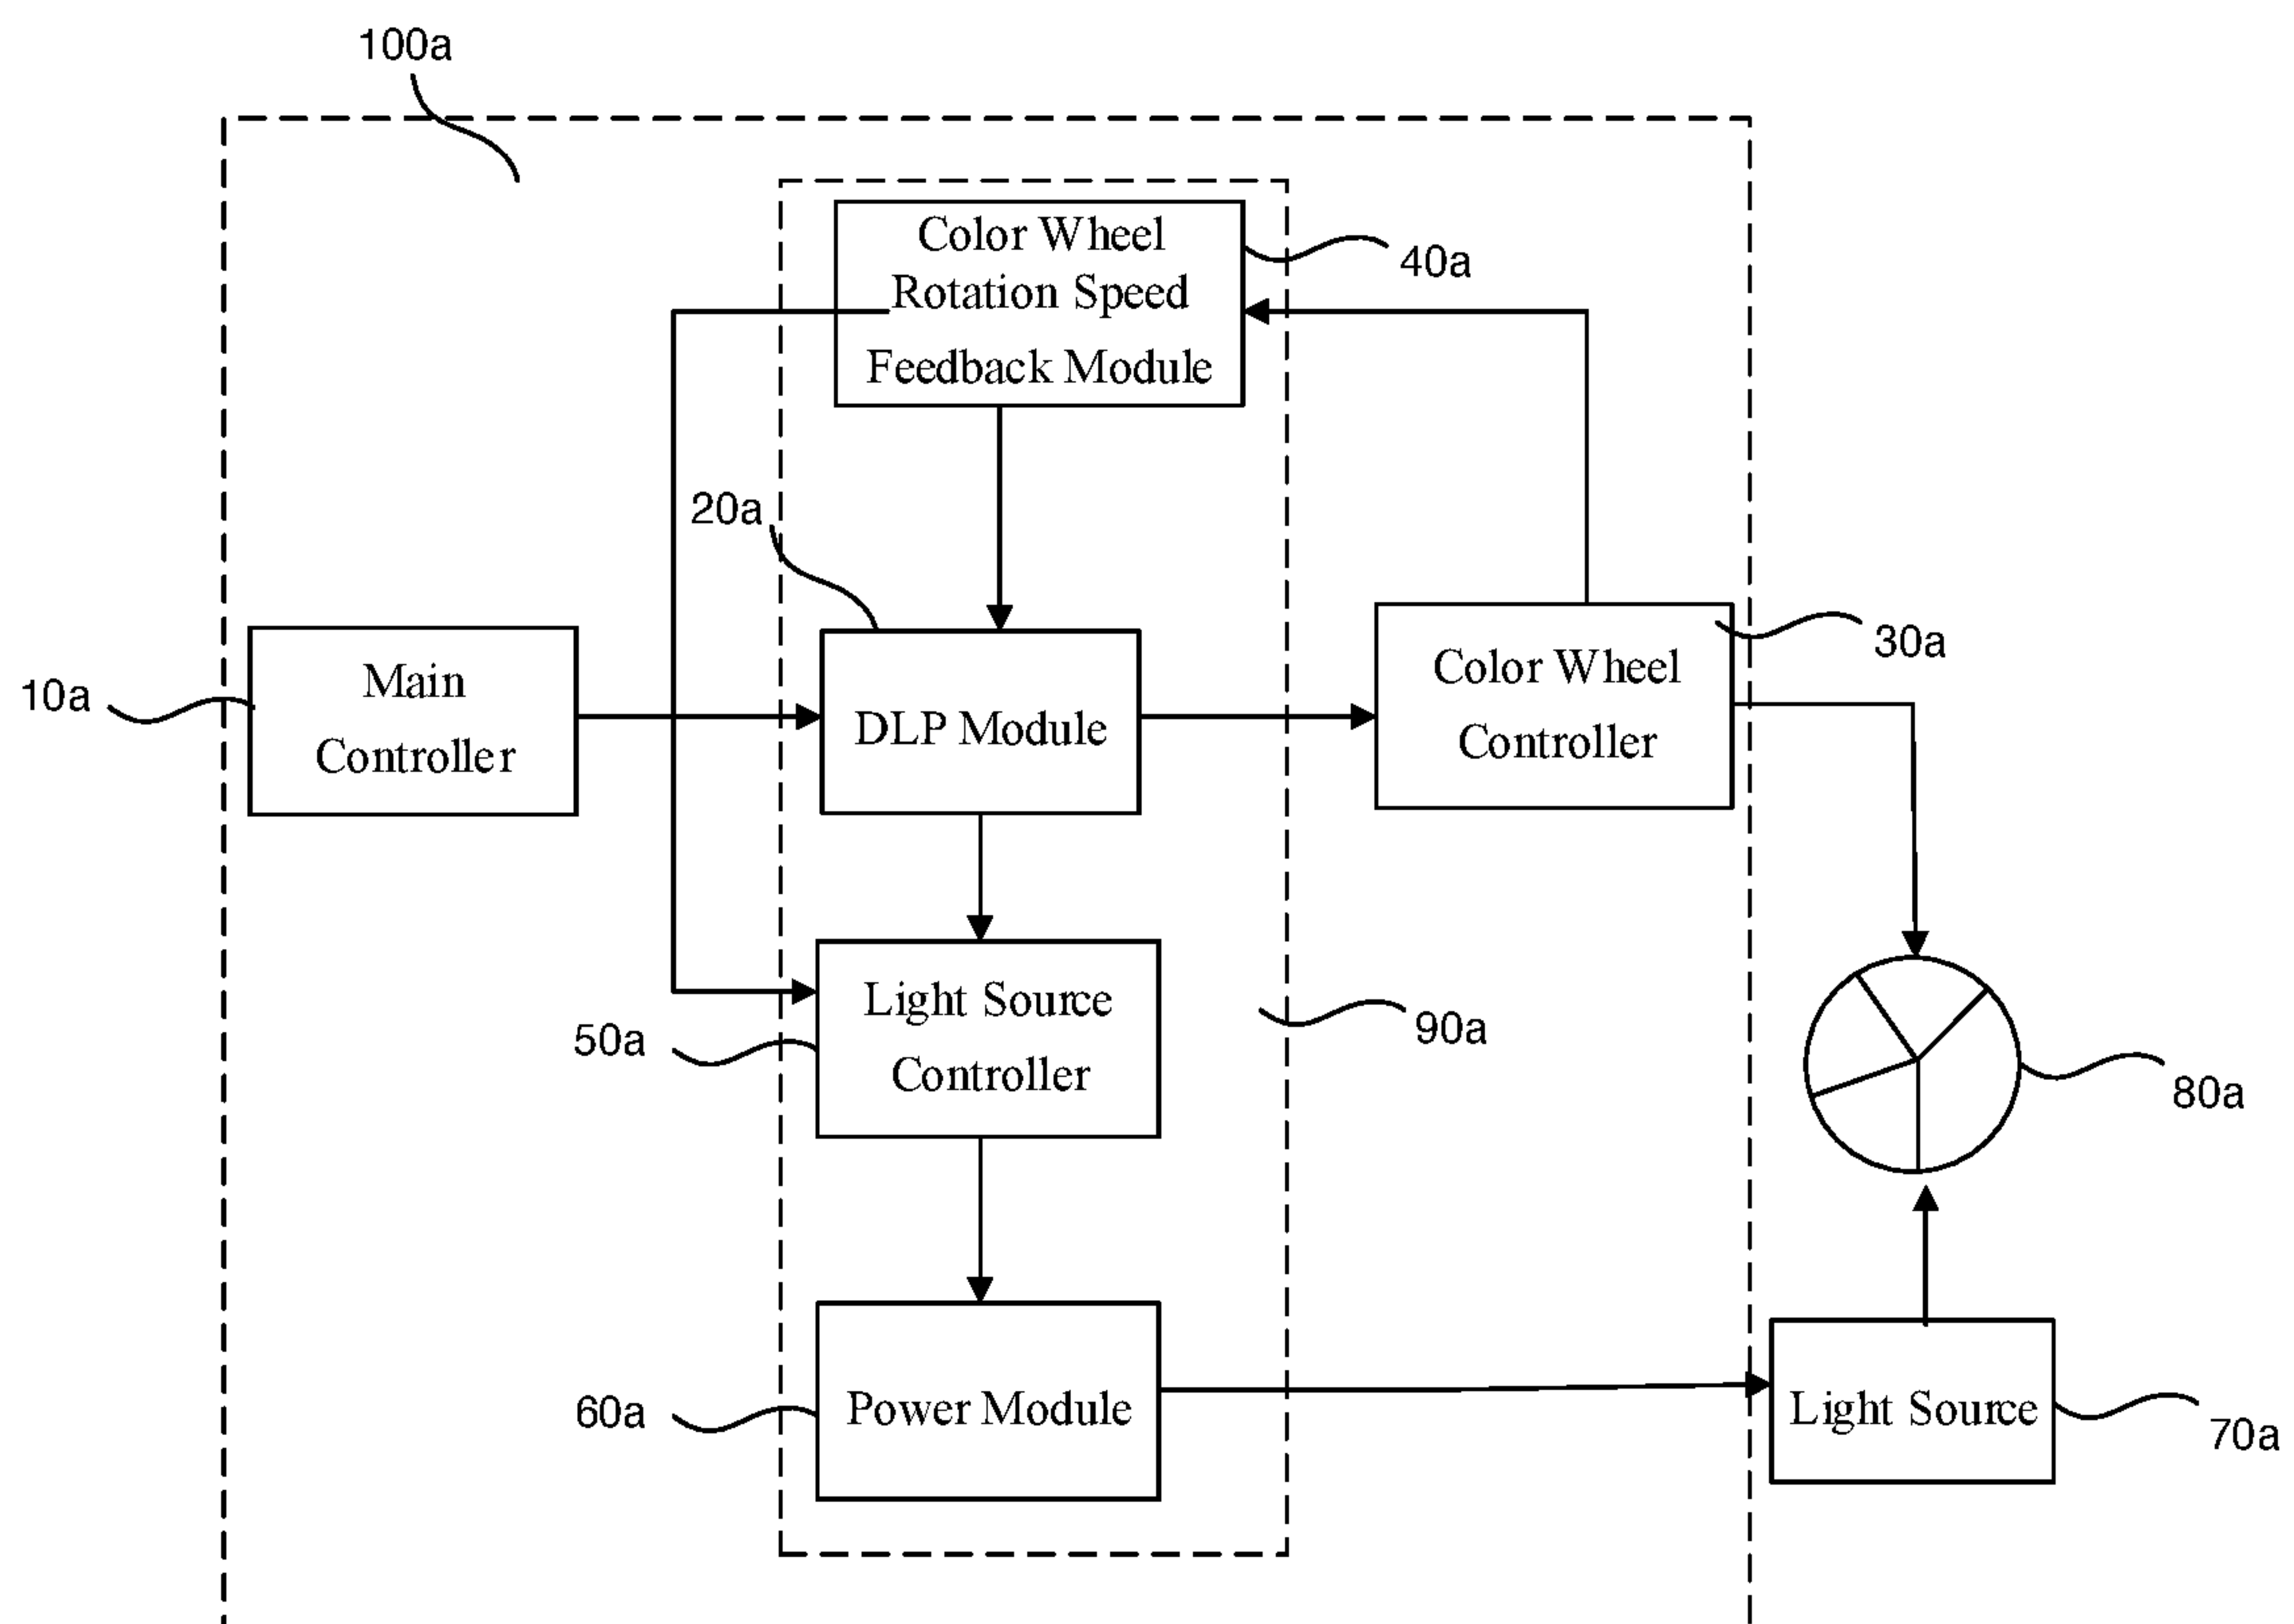 100a
Color Wheel
Rotation Speed
Feedback Module
40a
20a
Main
Controller
10a
DLP Module
Color Wheel
Controller
30a
Light Source
Controller
50a
90a
80a
Power Module
60a
Light Source
70a